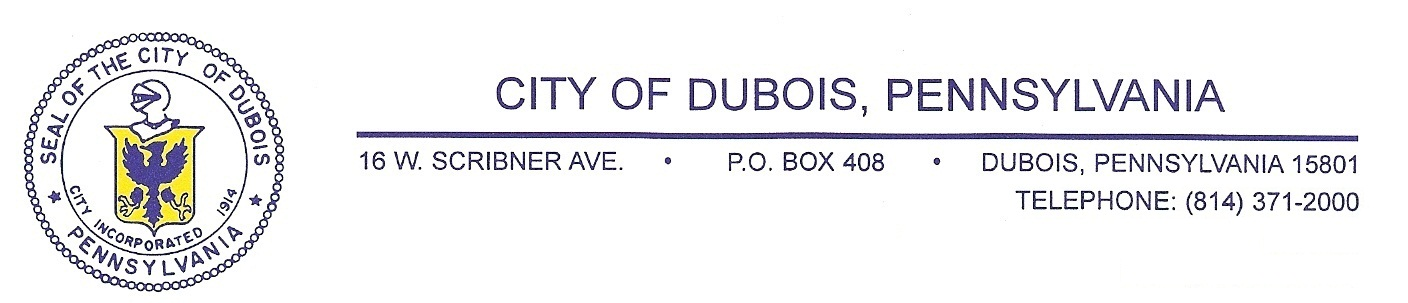 SEAL OF THE CITY OF DUBOIS
★ PENNSYLVANIA ★
CITY INCORPORATED 1914
CITY OF DUBOIS, PENNSYLVANIA
16 W. SCRIBNER AVE. • P.O. BOX 408 • DUBOIS, PENNSYLVANIA 15801
TELEPHONE: (814) 371-2000